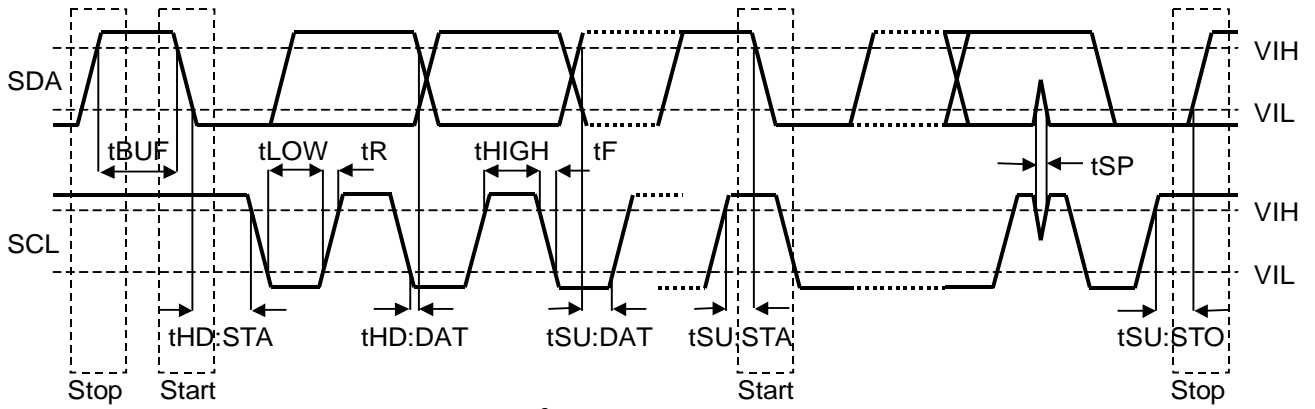 SDA
VIH
VIL
tBUF
tLOW
tR
tHIGH
tF
tSP
SCL
VIH
VIL
tHD:STA
tHD:DAT
tSU:DAT
tSU:STA
tSU:STO
Stop
Start
Start
Stop